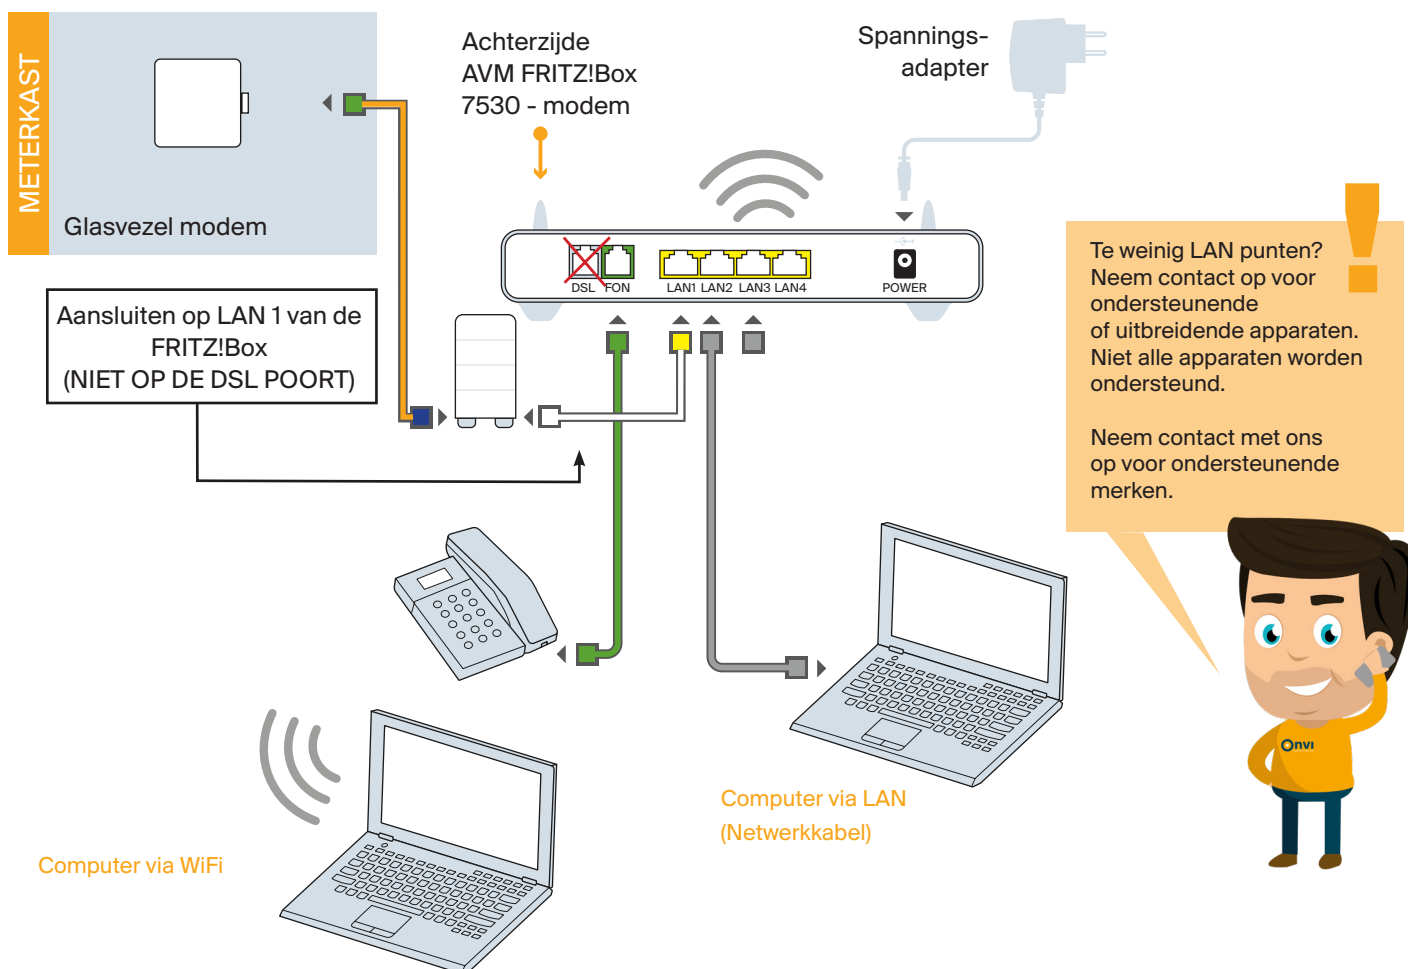 METERKAST
Glasvezel modem
Achterzijde
AVM FRITZ!Box
7530 - modem
Spannings-
adapter
DSL FON LAN1 LAN2 LAN3 LAN4 POWER
Aansluiten op LAN 1 van de
FRITZ!Box
(NIET OP DE DSL POORT)
!
Te weinig LAN punten?
Neem contact op voor
ondersteunende
of uitbreidende apparaten.
Niet alle apparaten worden
ondersteund.
Neem contact met ons
op voor ondersteunende
merken.
Onvi
Computer via LAN
(Netwerkkabel)
Computer via WiFi